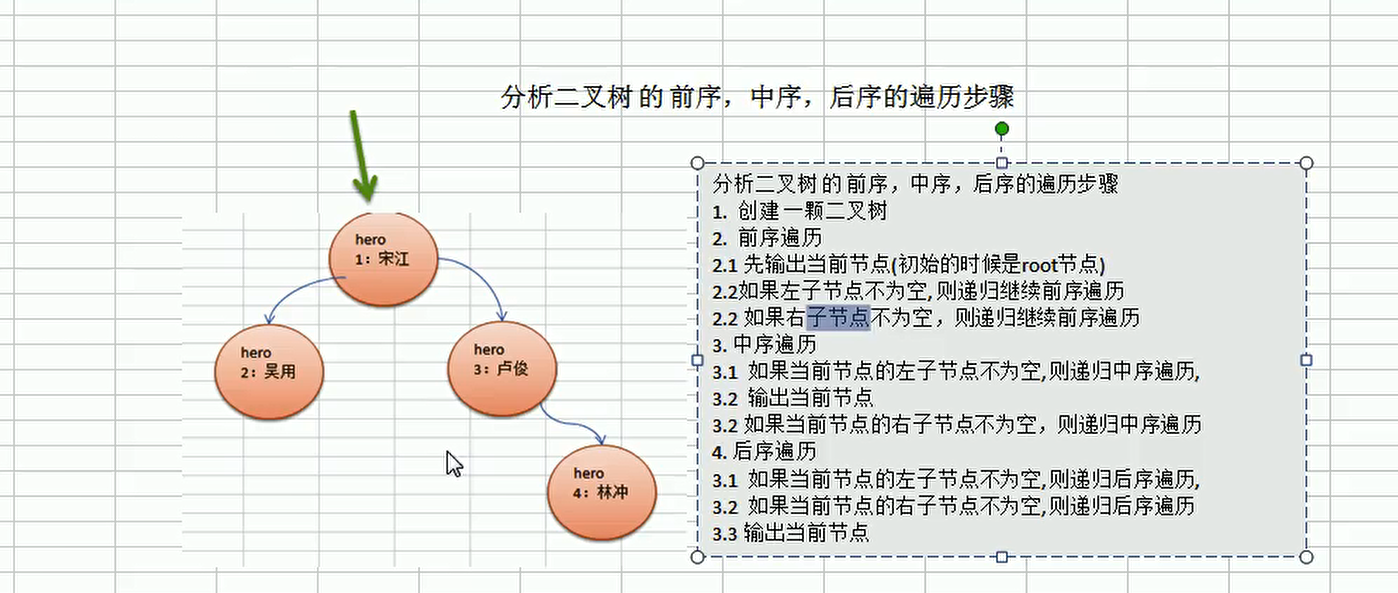 分析二叉树 的 前序，中序，后序的遍历步骤
hero
1：宋江
hero
2：吴用
hero
3：卢俊
hero
4：林冲
分析二叉树 的 前序，中序，后序的遍历步骤
1. 创建 一颗二叉树
2. 前序遍历
2.1 先输出当前节点(初始的时候是root节点)
2.2如果左子节点不为空,则递归继续前序遍历
2.2 如果右子节点不为空，则递归继续前序遍历
3. 中序遍历
3.1 如果当前节点的左子节点不为空,则递归中序遍历,
3.2 输出当前节点
3.2 如果当前节点的右子节点不为空，则递归中序遍历
4. 后序遍历
3.1 如果当前节点的左子节点不为空,则递归后序遍历,
3.2 如果当前节点的右子节点不为空,则递归后序遍历
3.3 输出当前节点